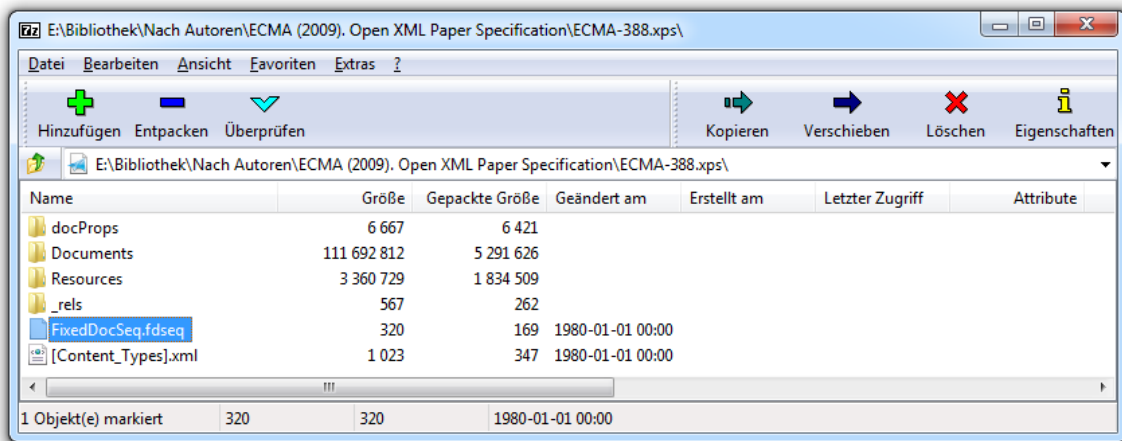 7z E:\Bibliothek\Nach Autoren\ECMA (2009). Open XML Paper Specification\ECMA-388.xps\
Datei Bearbeiten Ansicht Favoriten Extras ?
Hinzufügen Entpacken Überprüfen Kopieren Verschieben Löschen Eigenschaften
E:\Bibliothek\Nach Autoren\ECMA (2009). Open XML Paper Specification\ECMA-388.xps\
Name Größe Gepackte Größe Geändert am Erstellt am Letzter Zugriff Attribute
docProps 6 667 6 421
Documents 111 692 812 5 291 626
Resources 3 360 729 1 834 509
_rels 567 262
FixedDocSeq.fdseq 320 169 1980-01-01 00:00
[Content_Types].xml 1 023 347 1980-01-01 00:00
1 Objekt(e) markiert 320 320 1980-01-01 00:00